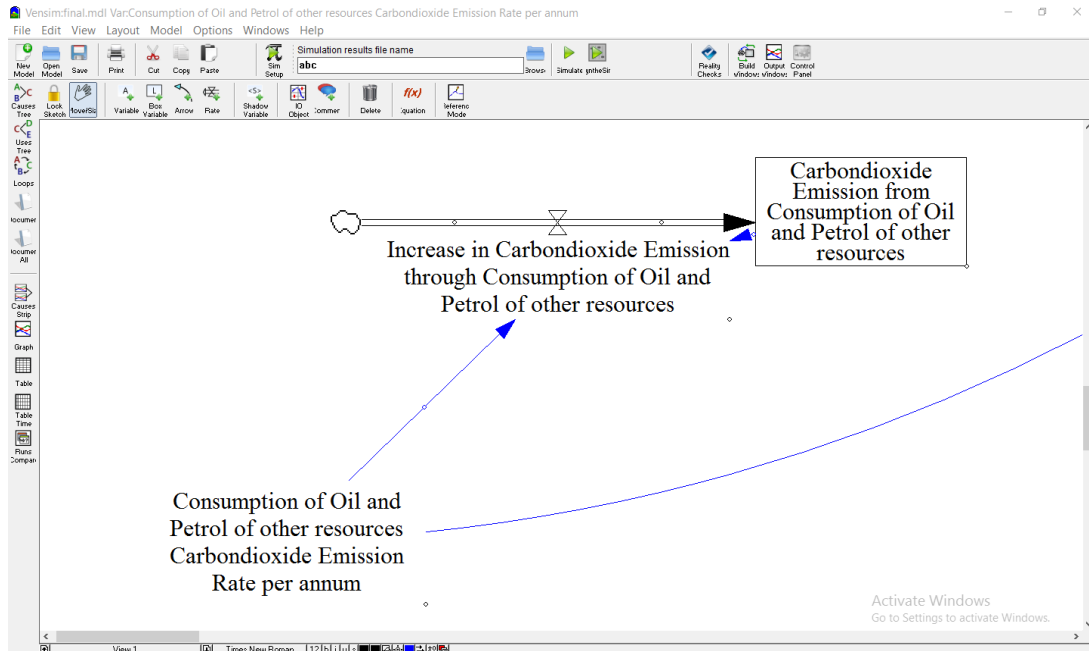 Vensim:final.mdl Var:Consumption of Oil and Petrol of other resources Carbondioxide Emission Rate per annum
File Edit View Layout Model Options Windows Help
Simulation results file name
abc
New Model
Open Model
Save
Print
Cut
Copy
Paste
Sim Setup
Browse
Simulate
Reality Checks
Build
Output
Control Panel
Causes Tree
Lock Sketch
Variable
Box Variable
Arrow
Rate
Shadow Variable
IO Object
Delete
Mode
Uses Tree
Loops
All
Causes Strip
Graph
Table
Table Time
Runs
Carbondioxide
Emission from
Consumption of Oil
and Petrol of other
resources
Increase in Carbondioxide Emission
through Consumption of Oil and
Petrol of other resources
Consumption of Oil and
Petrol of other resources
Carbondioxide Emission
Rate per annum
Activate Windows
Go to Settings to activate Windows.
View 1
Times New Roman
12 b i u s